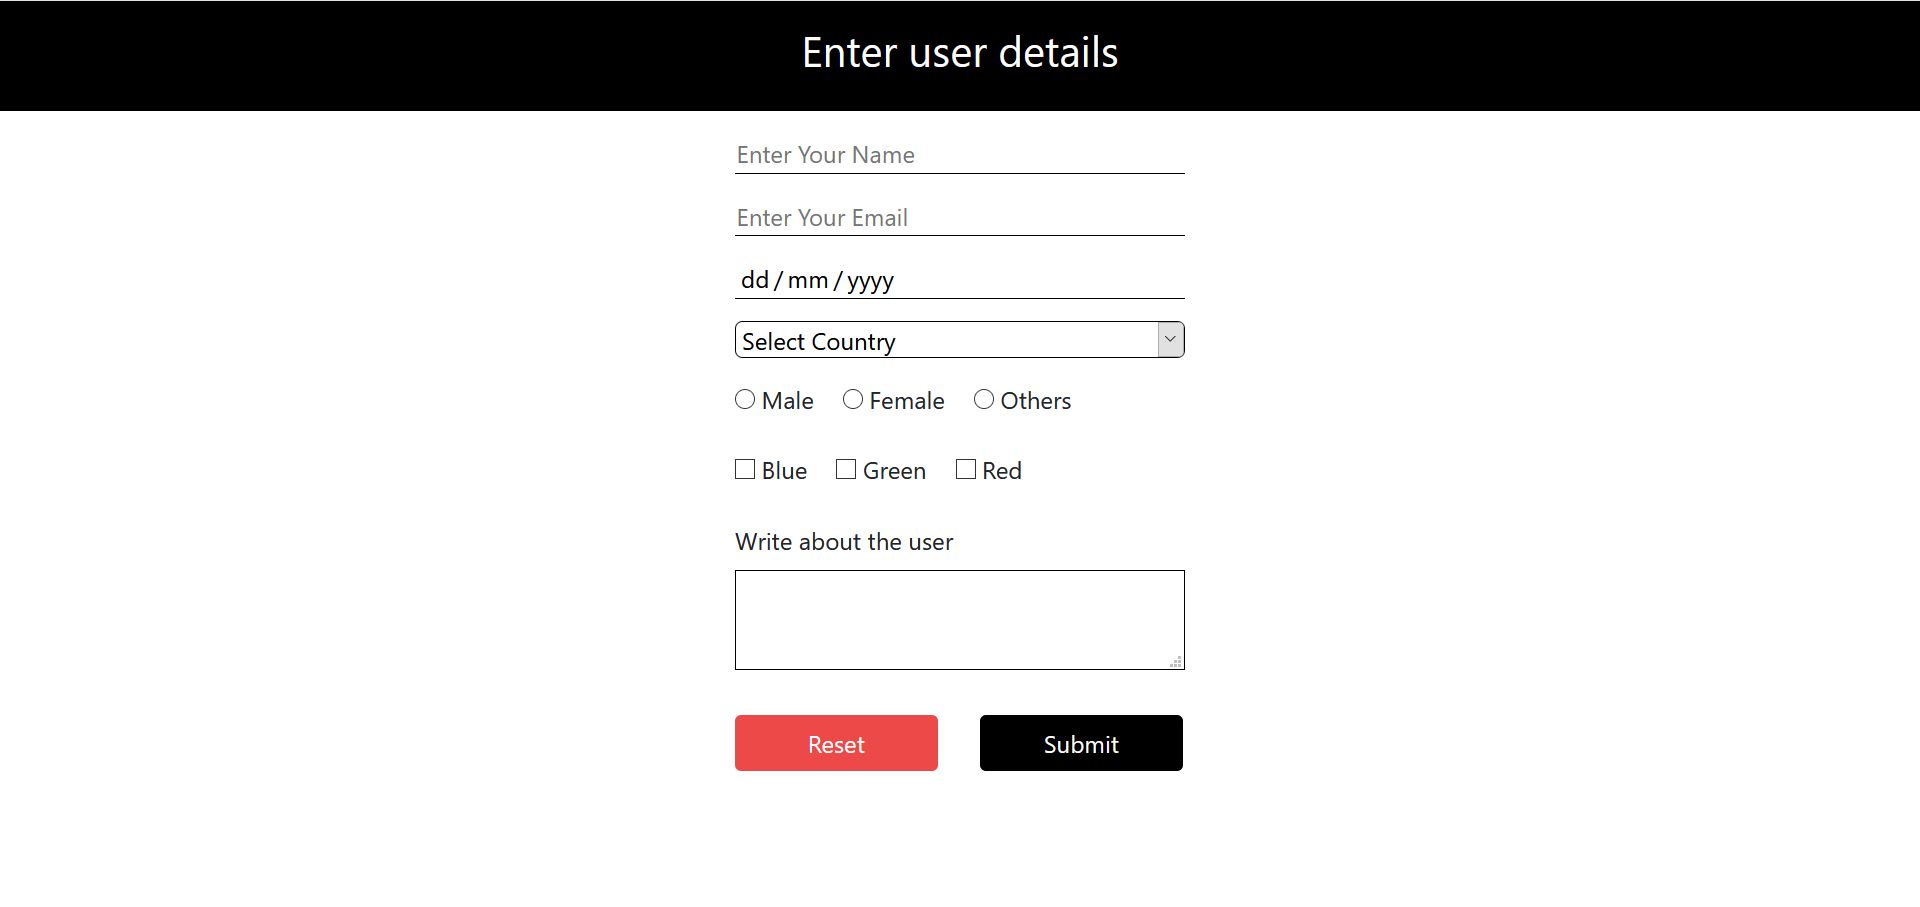 Enter user details
Enter Your Name
Enter Your Email
dd / mm / yyyy
Select Country
Male Female Others
Blue Green Red
Write about the user
Reset Submit